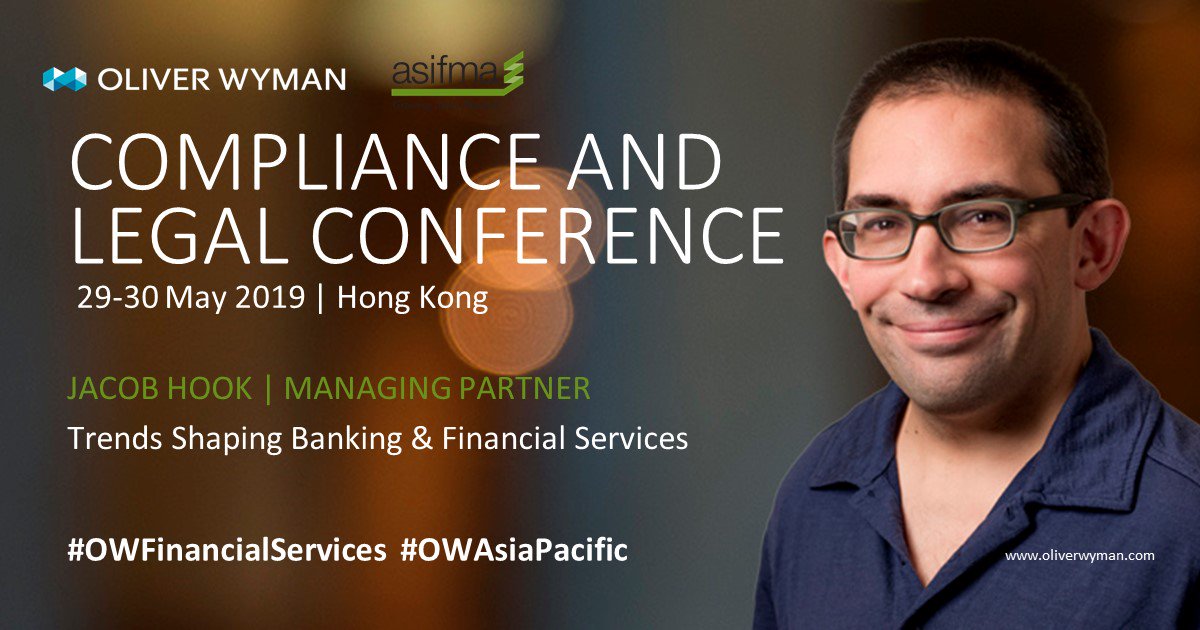 OLIVER WYMAN
asifma
COMPLIANCE AND
LEGAL CONFERENCE
29-30 May 2019 | Hong Kong
JACOB HOOK | MANAGING PARTNER
Trends Shaping Banking & Financial Services
#OWFinancialServices #OWAsiaPacific
www.oliverwyman.com